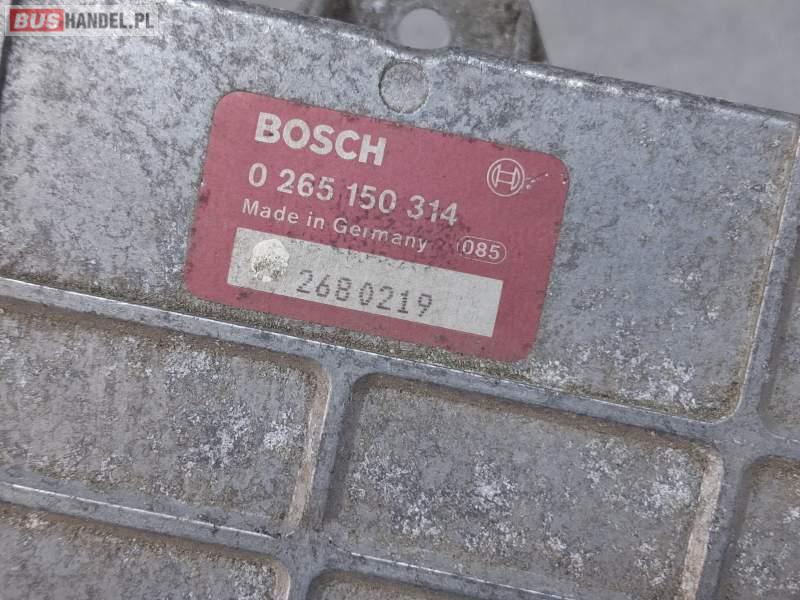 BUSHANDEL.PL
BOSCH
0 265 150 314
Made in Germany 085
2680219